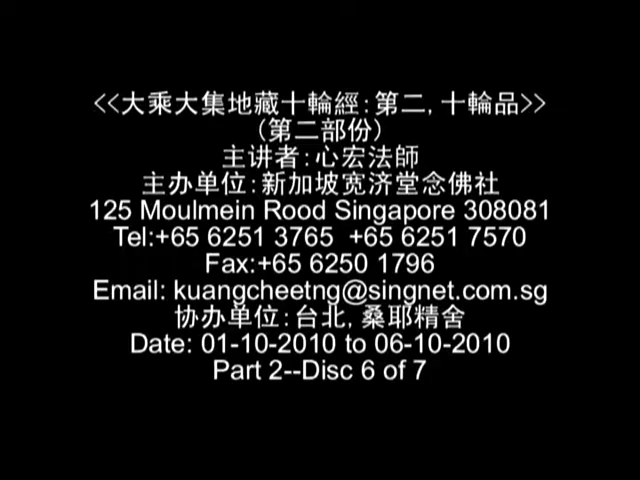 <<大乘大集地藏十輪經:第二,十輪品>>
(第二部份)
主讲者:心宏法師
主办单位:新加坡宽济堂念佛社
125 Moulmein Rood Singapore 308081
Tel:+65 6251 3765  +65 6251 7570
Fax:+65 6250 1796
Email: kuangcheetng@singnet.com.sg
协办单位:台北,桑耶精舍
Date: 01-10-2010 to 06-10-2010
Part 2--Disc 6 of 7